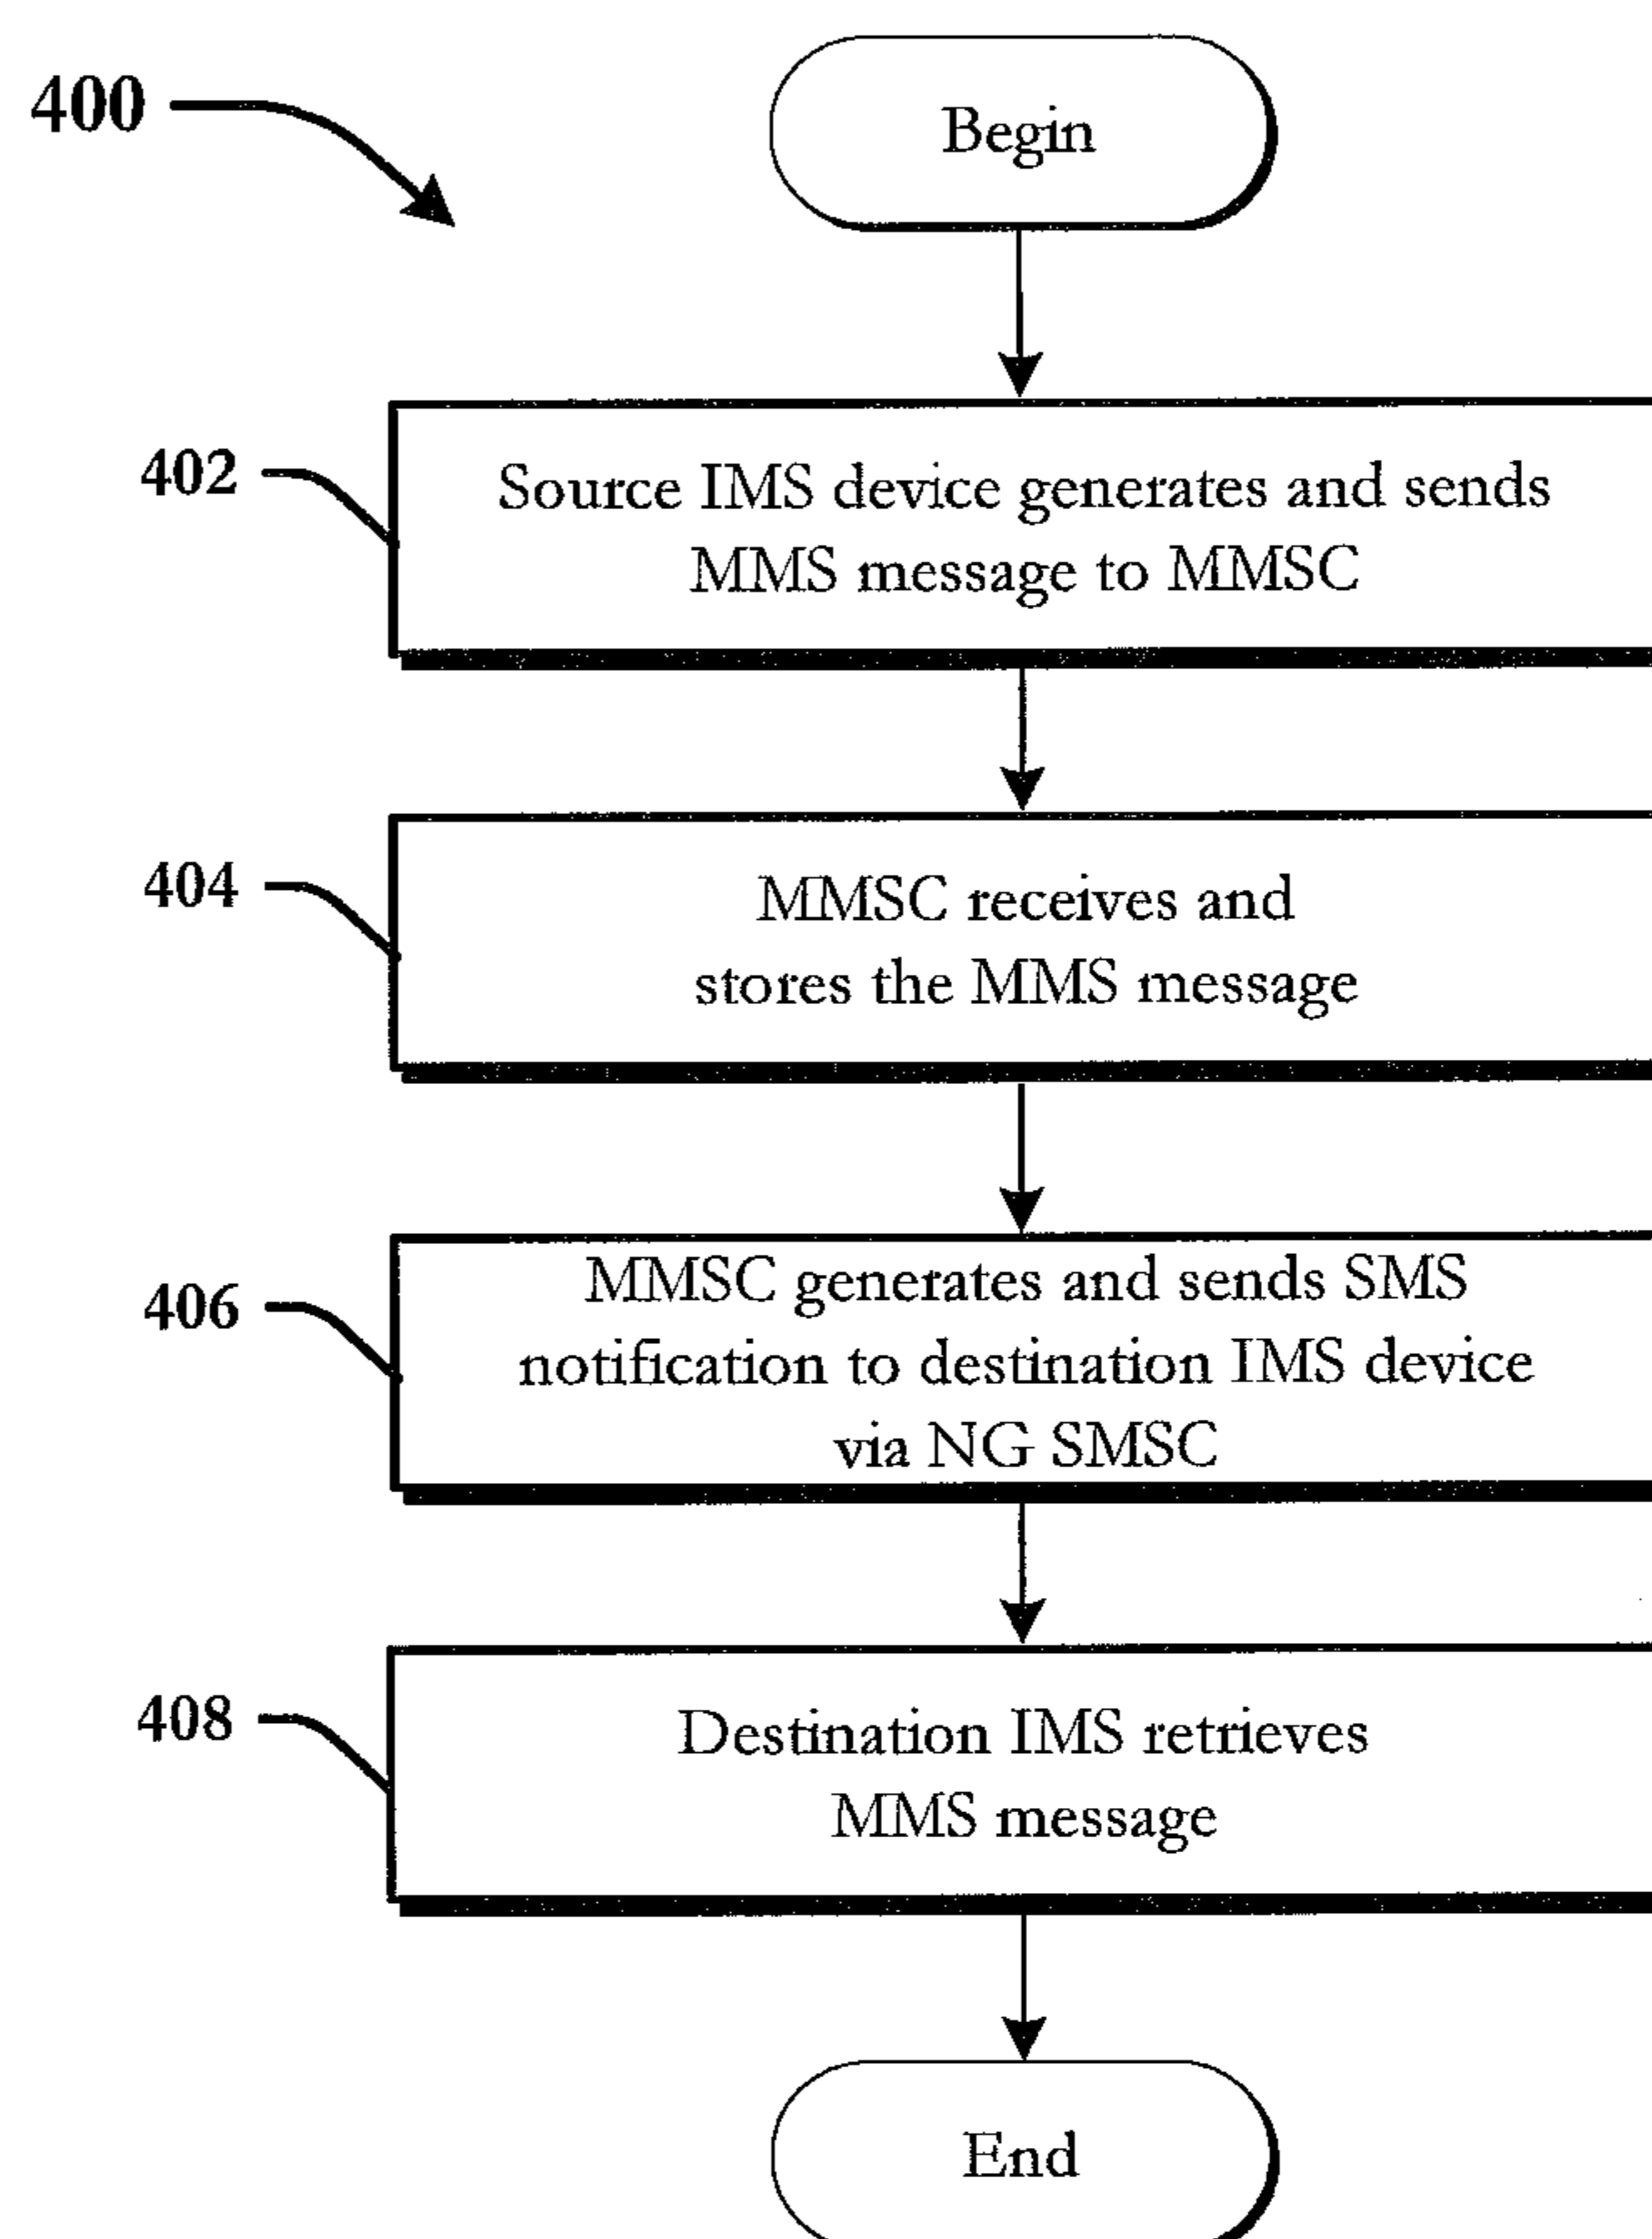 400
Begin
402
Source IMS device generates and sends
MMS message to MMSC
404
MMSC receives and
stores the MMS message
406
MMSC generates and sends SMS
notification to destination IMS device
via NG SMSC
408
Destination IMS retrieves
MMS message
End